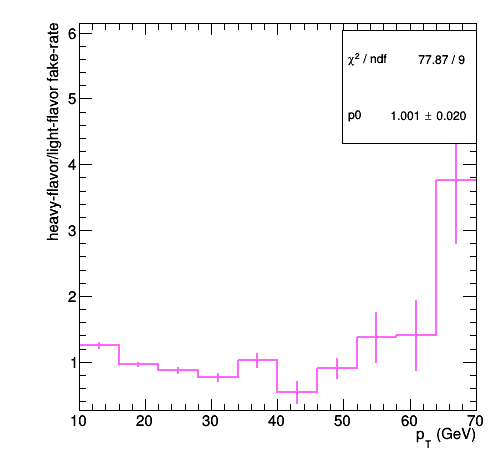 heavy-flavor/light-flavor fake-rate
χ² / ndf 77.87 / 9
p0 1.001 ± 0.020
6
5
4
3
2
1
10 20 30 40 50 60 70
p_T (GeV)